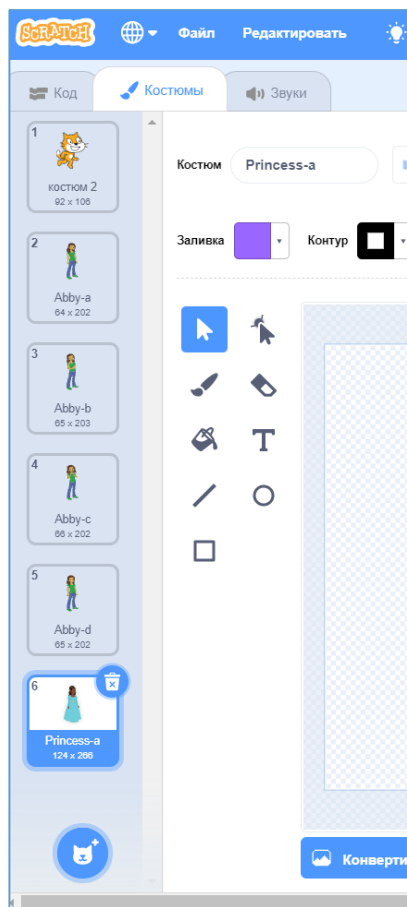 SCRATCH Файл Редактировать
Код Костюмы Звуки
1
костюм 2
92 x 106
Костюм Princess-a
2
Abby-a
64 x 202
Заливка Контур
3
Abby-b
65 x 203
4
Abby-c
66 x 202
T
5
Abby-d
65 x 202
6
Princess-a
124 x 266
Конверти